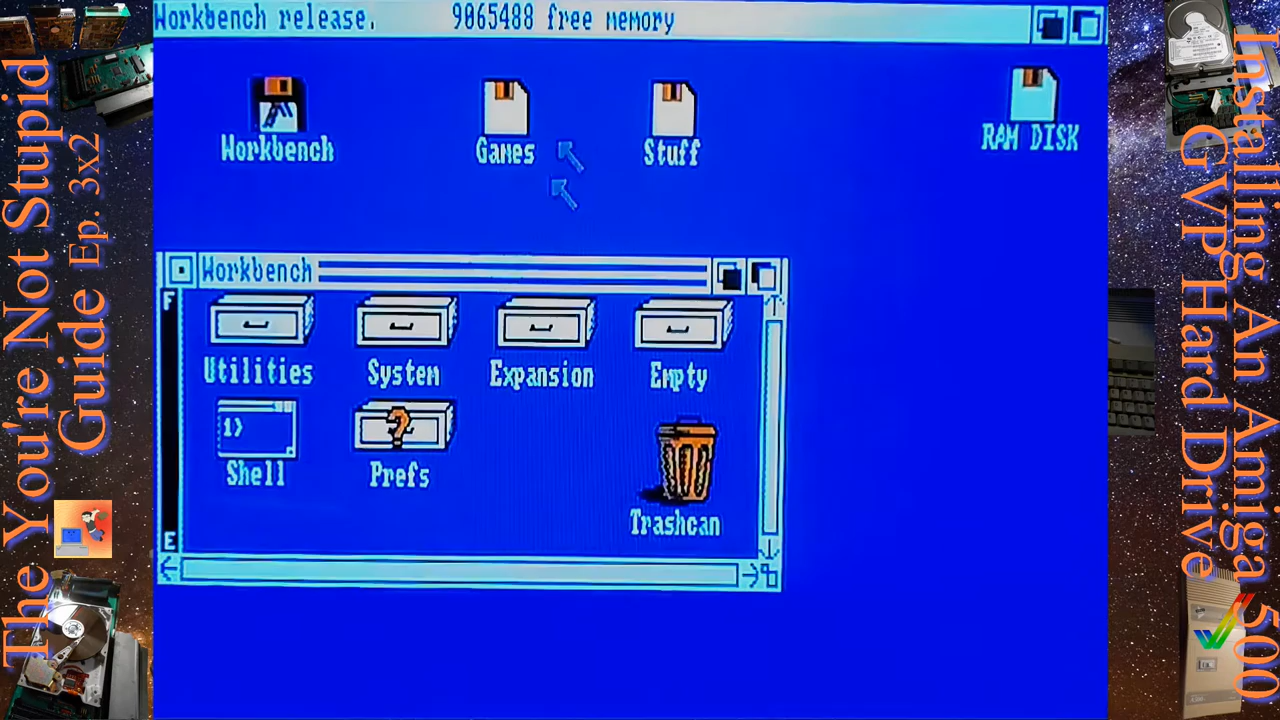 The You're Not Stupid
Guide Ep. 3x2
Workbench release. 9065488 free memory
Workbench
Games
Stuff
RAM DISK
Workbench
F
E
Utilities
System
Expansion
Empty
1>
Shell
Prefs
Trashcan
Installing An Amiga 500
GVP Hard Drive